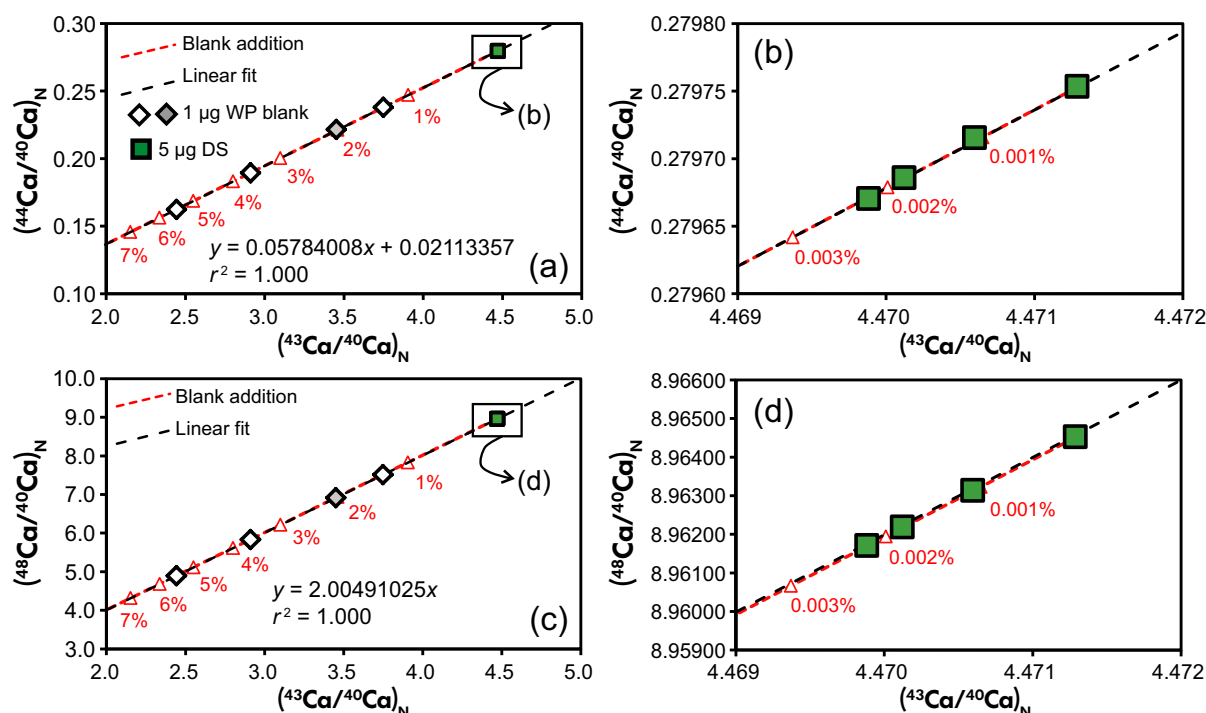 0.30
0.25
0.20
0.15
0.10
(⁴⁴Ca/⁴⁰Ca)N
Blank addition
Linear fit
1 µg WP blank
5 µg DS
(b)
1%
2%
3%
4%
5%
6%
7%
y = 0.05784008x + 0.02113357
r² = 1.000
(a)
2.0 2.5 3.0 3.5 4.0 4.5 5.0
(⁴³Ca/⁴⁰Ca)N
0.27980
0.27975
0.27970
0.27965
0.27960
(⁴⁴Ca/⁴⁰Ca)N
(b)
0.001%
0.002%
0.003%
4.469 4.470 4.471 4.472
(⁴³Ca/⁴⁰Ca)N
10.0
9.0
8.0
7.0
6.0
5.0
4.0
3.0
(⁴⁸Ca/⁴⁰Ca)N
Blank addition
Linear fit
(d)
1%
2%
3%
4%
5%
6%
7%
y = 2.00491025x
r² = 1.000
(c)
2.0 2.5 3.0 3.5 4.0 4.5 5.0
(⁴³Ca/⁴⁰Ca)N
8.96600
8.96500
8.96400
8.96300
8.96200
8.96100
8.96000
8.95900
(⁴⁸Ca/⁴⁰Ca)N
(d)
0.001%
0.002%
0.003%
4.469 4.470 4.471 4.472
(⁴³Ca/⁴⁰Ca)N